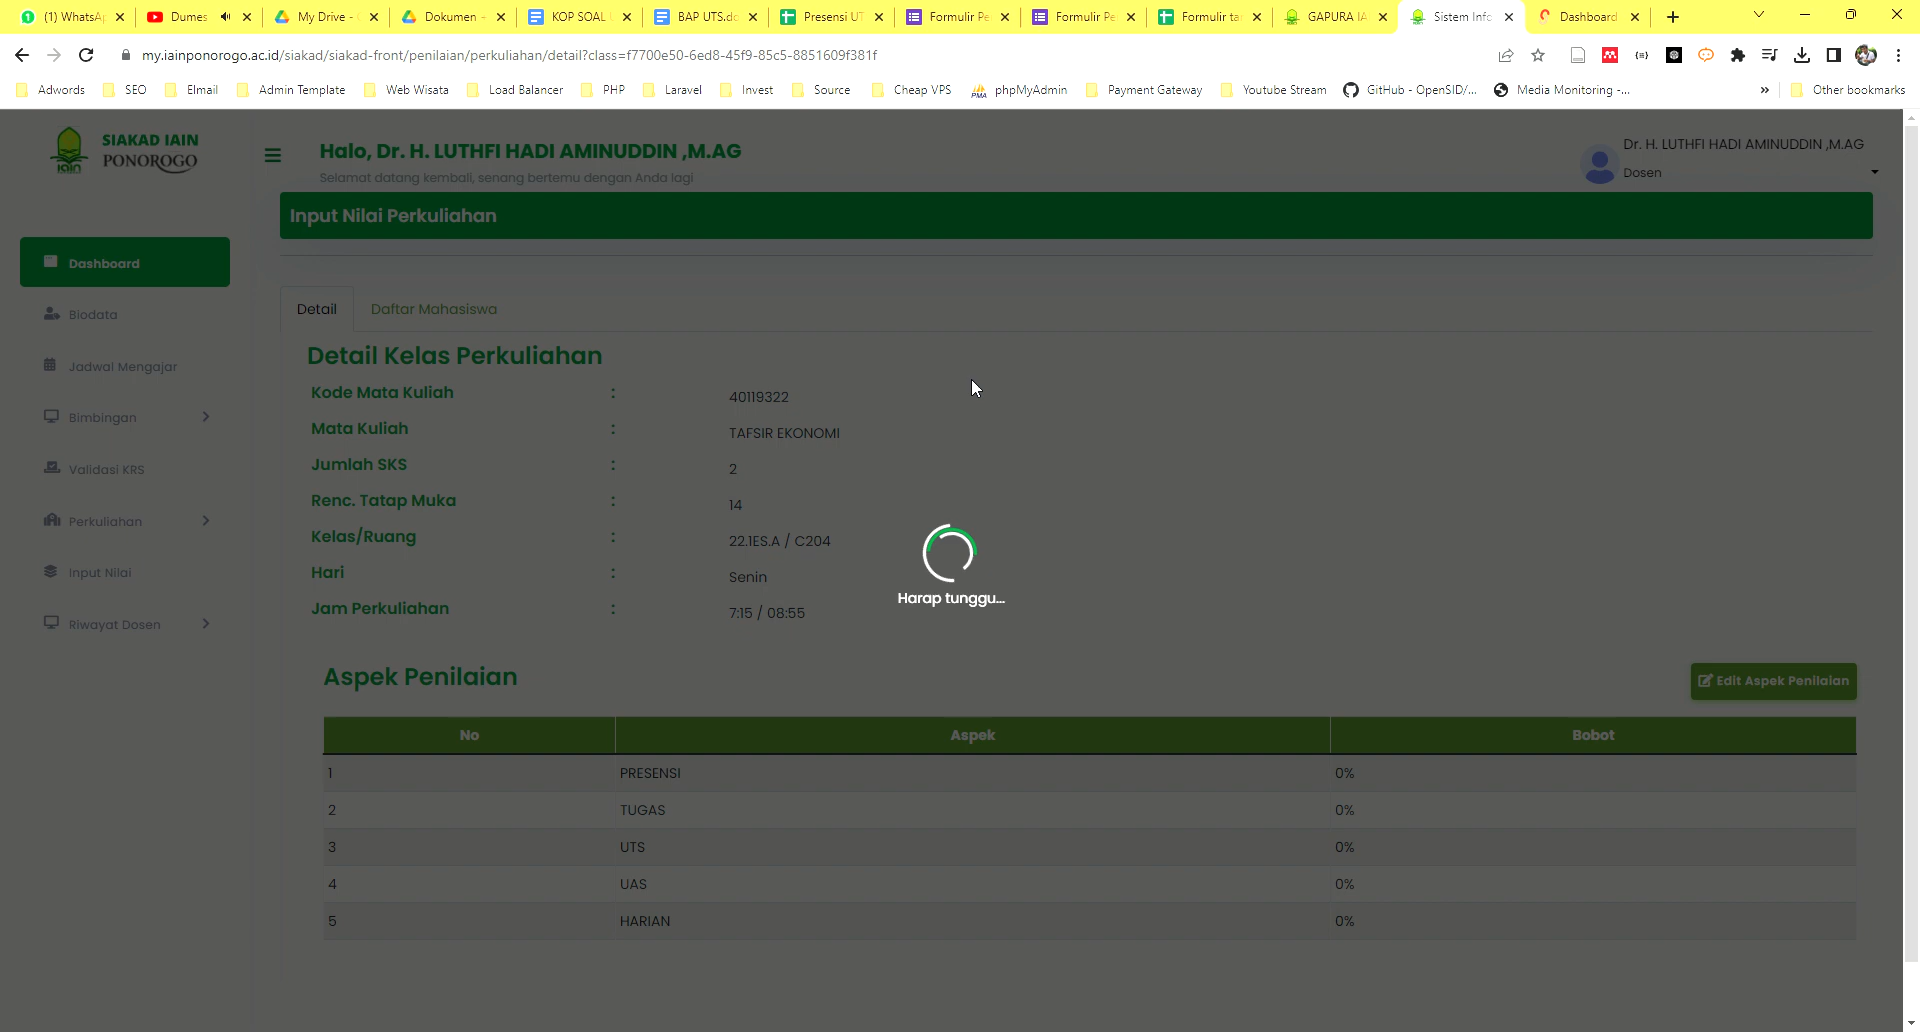 (1) WhatsA
Dumes
My Drive -
Dokumen -
KOP SOAL
BAP UTS.do
Presensi UT
Formulir Pe
Formulir Pe
Formulir ta
GAPURA IA
Sistem Info
Dashboard
my.iainponorogo.ac.id/siakad/siakad-front/penilaian/perkuliahan/detail?class=f7700e50-6ed8-45f9-85c5-8851609f381f
Adwords
SEO
Elmail
Admin Template
Web Wisata
Load Balancer
PHP
Laravel
Invest
Source
Cheap VPS
PMA phpMyAdmin
Payment Gateway
Youtube Stream
GitHub - OpenSID/...
Media Monitoring -...
»
Other bookmarks
iain
SIAKAD IAIN
PONOROGO
Halo, Dr. H. LUTHFI HADI AMINUDDIN ,M.AG
Selamat datang kembali, senang bertemu dengan Anda lagi
Dr. H. LUTHFI HADI AMINUDDIN ,M.AG
Dosen
Input Nilai Perkuliahan
Dashboard
Biodata
Jadwal Mengajar
Bimbingan
Validasi KRS
Perkuliahan
Input Nilai
Riwayat Dosen
Detail
Daftar Mahasiswa
Detail Kelas Perkuliahan
Kode Mata Kuliah : 40119322
Mata Kuliah : TAFSIR EKONOMI
Jumlah SKS : 2
Renc. Tatap Muka : 14
Kelas/Ruang : 22.1ES.A / C204
Hari : Senin
Jam Perkuliahan : 7:15 / 08:55
Harap tunggu...
Aspek Penilaian
Edit Aspek Penilaian
No Aspek Bobot
1 PRESENSI 0%
2 TUGAS 0%
3 UTS 0%
4 UAS 0%
5 HARIAN 0%